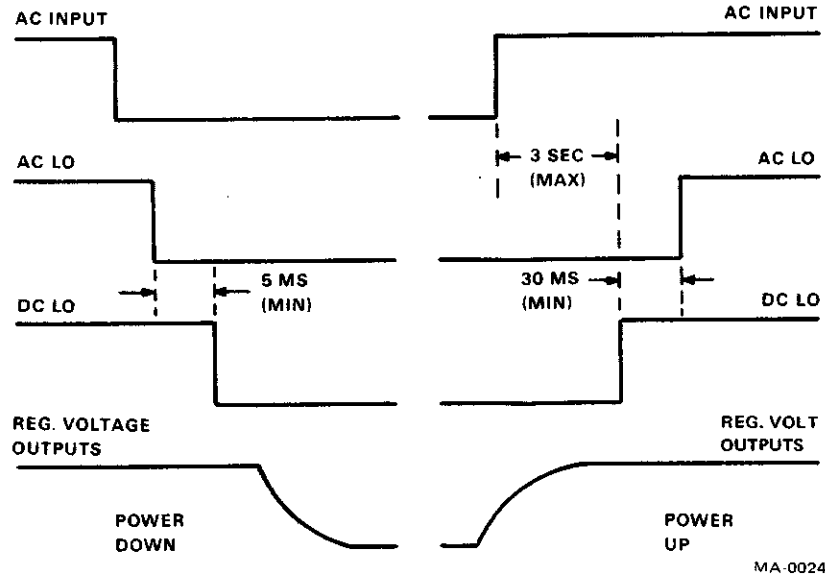 AC INPUT
AC INPUT
3 SEC
(MAX)
AC LO
AC LO
5 MS
(MIN)
30 MS
(MIN)
DC LO
DC LO
REG. VOLTAGE
OUTPUTS
REG. VOLT
OUTPUTS
POWER
DOWN
POWER
UP
MA-0024